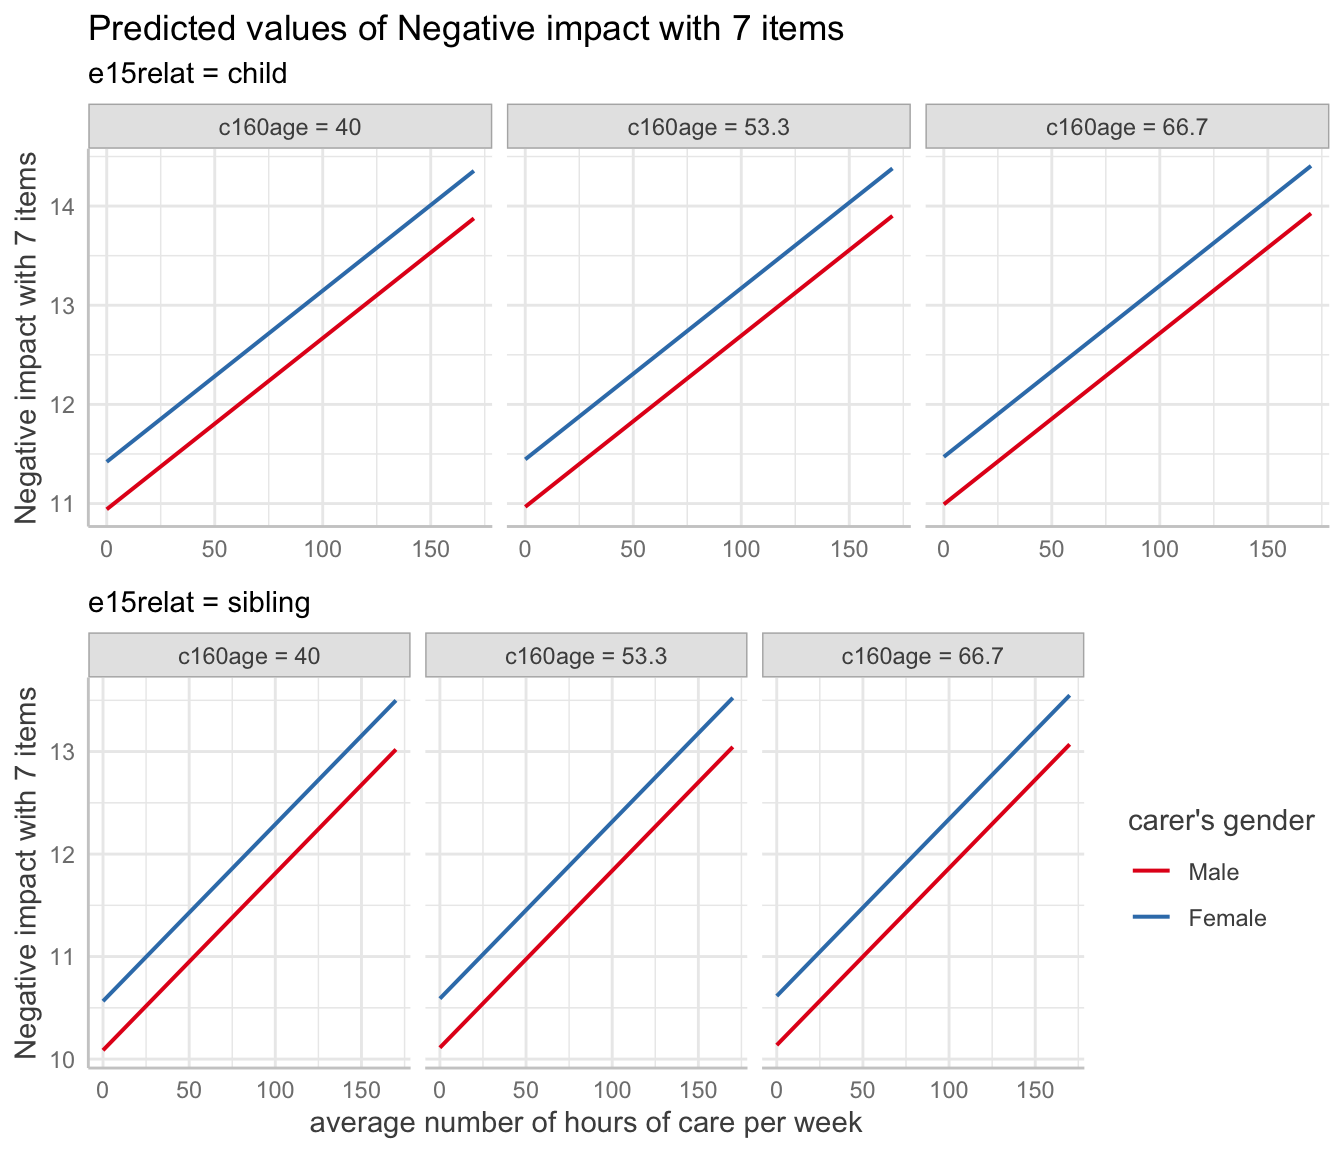 Predicted values of Negative impact with 7 items
e15relat = child
c160age = 40
c160age = 53.3
c160age = 66.7
Negative impact with 7 items
14
13
12
11
0 50 100 150
0 50 100 150
0 50 100 150
e15relat = sibling
c160age = 40
c160age = 53.3
c160age = 66.7
Negative impact with 7 items
13
12
11
10
0 50 100 150
0 50 100 150
0 50 100 150
average number of hours of care per week
carer's gender
Male
Female